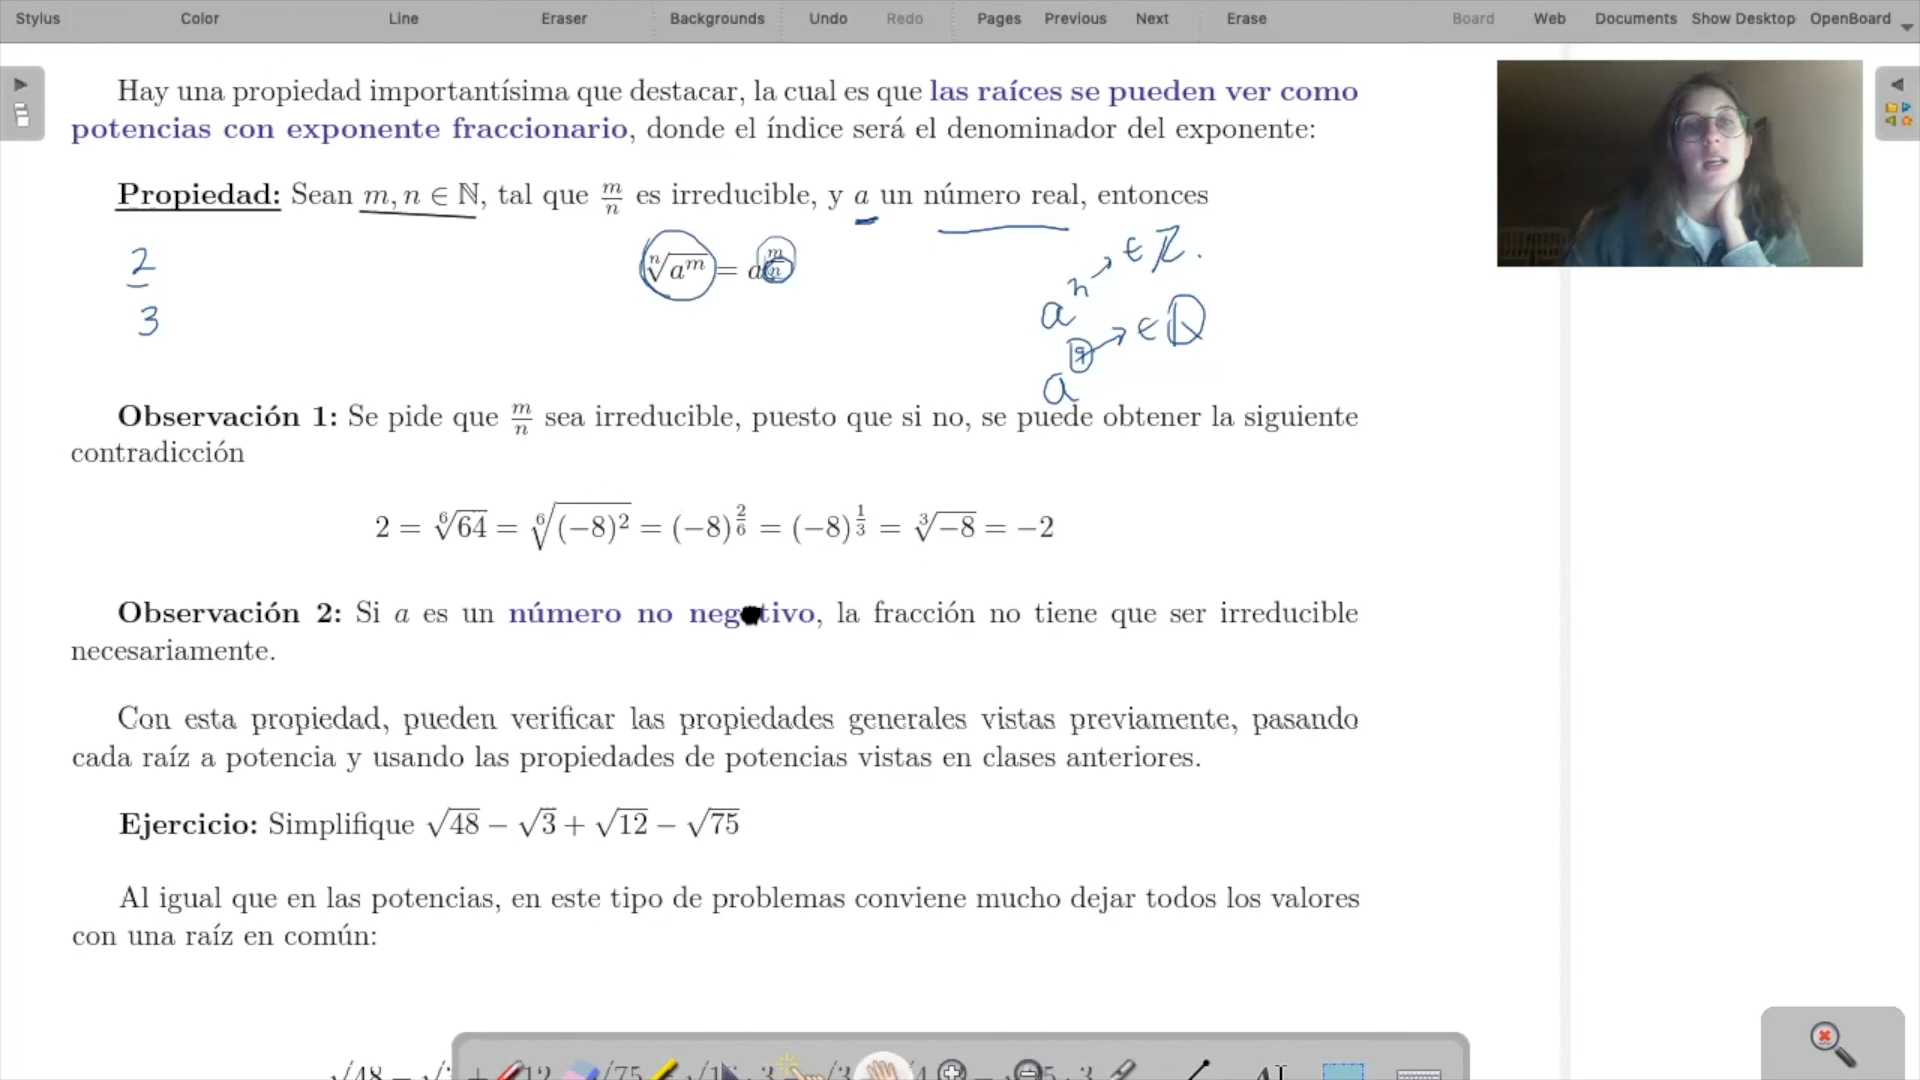 Stylus Color Line Eraser Backgrounds Undo Redo Pages Previous Next Erase Board Web Documents Show Desktop OpenBoard
Hay una propiedad importantísima que destacar, la cual es que las raíces se pueden ver como
potencias con exponente fraccionario, donde el índice será el denominador del exponente:
Propiedad: Sean m, n ∈ ℕ, tal que m/n es irreducible, y a un número real, entonces
2/3
ⁿ√(a^m) = a^(m/n)
a^n → ∈ ℤ.
a^q → ∈ ℚ
Observación 1: Se pide que m/n sea irreducible, puesto que si no, se puede obtener la siguiente
contradicción
2 = ⁶√64 = ⁶√((−8)²) = (−8)^(2/6) = (−8)^(1/3) = ³√−8 = −2
Observación 2: Si a es un número no negativo, la fracción no tiene que ser irreducible
necesariamente.
Con esta propiedad, pueden verificar las propiedades generales vistas previamente, pasando
cada raíz a potencia y usando las propiedades de potencias vistas en clases anteriores.
Ejercicio: Simplifique √48 − √3 + √12 − √75
Al igual que en las potencias, en este tipo de problemas conviene mucho dejar todos los valores
con una raíz en común: